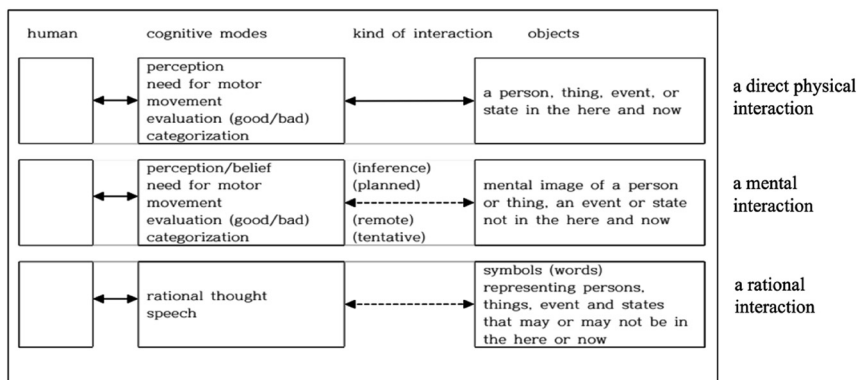 human cognitive modes kind of interaction objects
perception
need for motor
movement
evaluation (good/bad)
categorization
a person, thing, event, or
state in the here and now
a direct physical
interaction
perception/belief
need for motor
movement
evaluation (good/bad)
categorization
(inference)
(planned)
(remote)
(tentative)
mental image of a person
or thing, an event or state
not in the here and now
a mental
interaction
rational thought
speech
symbols (words)
representing persons,
things, event and states
that may or may not be in
the here or now
a rational
interaction